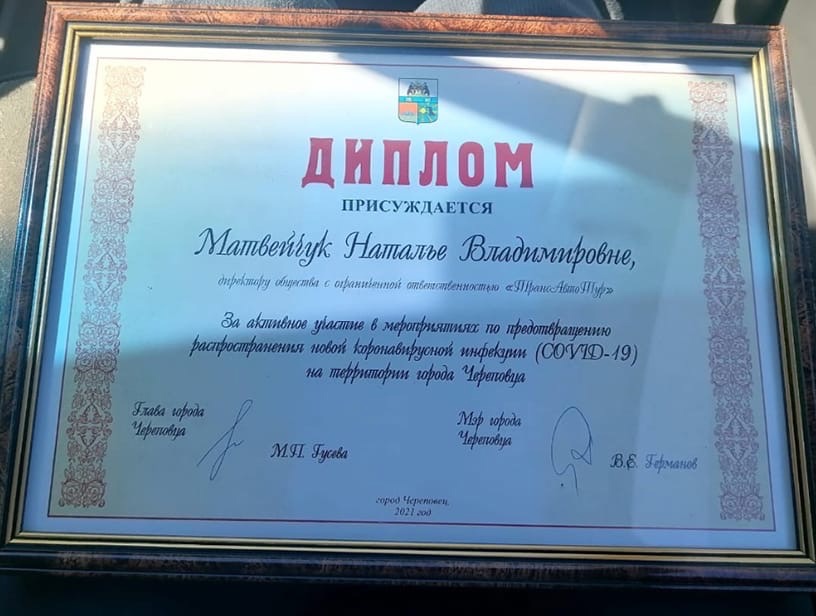 ДИПЛОМ
ПРИСУЖДАЕТСЯ
Матвейчук Наталье Владимировне,
директору общества с ограниченной ответственностью «ТрансАвтоТур»
За активное участие в мероприятиях по предотвращению
распространения новой коронавирусной инфекции (COVID-19)
на территории города Череповца
Глава города
Череповца
М.П. Гусева
Мэр города
Череповца
В.Е. Германов
город Череповец,
2021 год